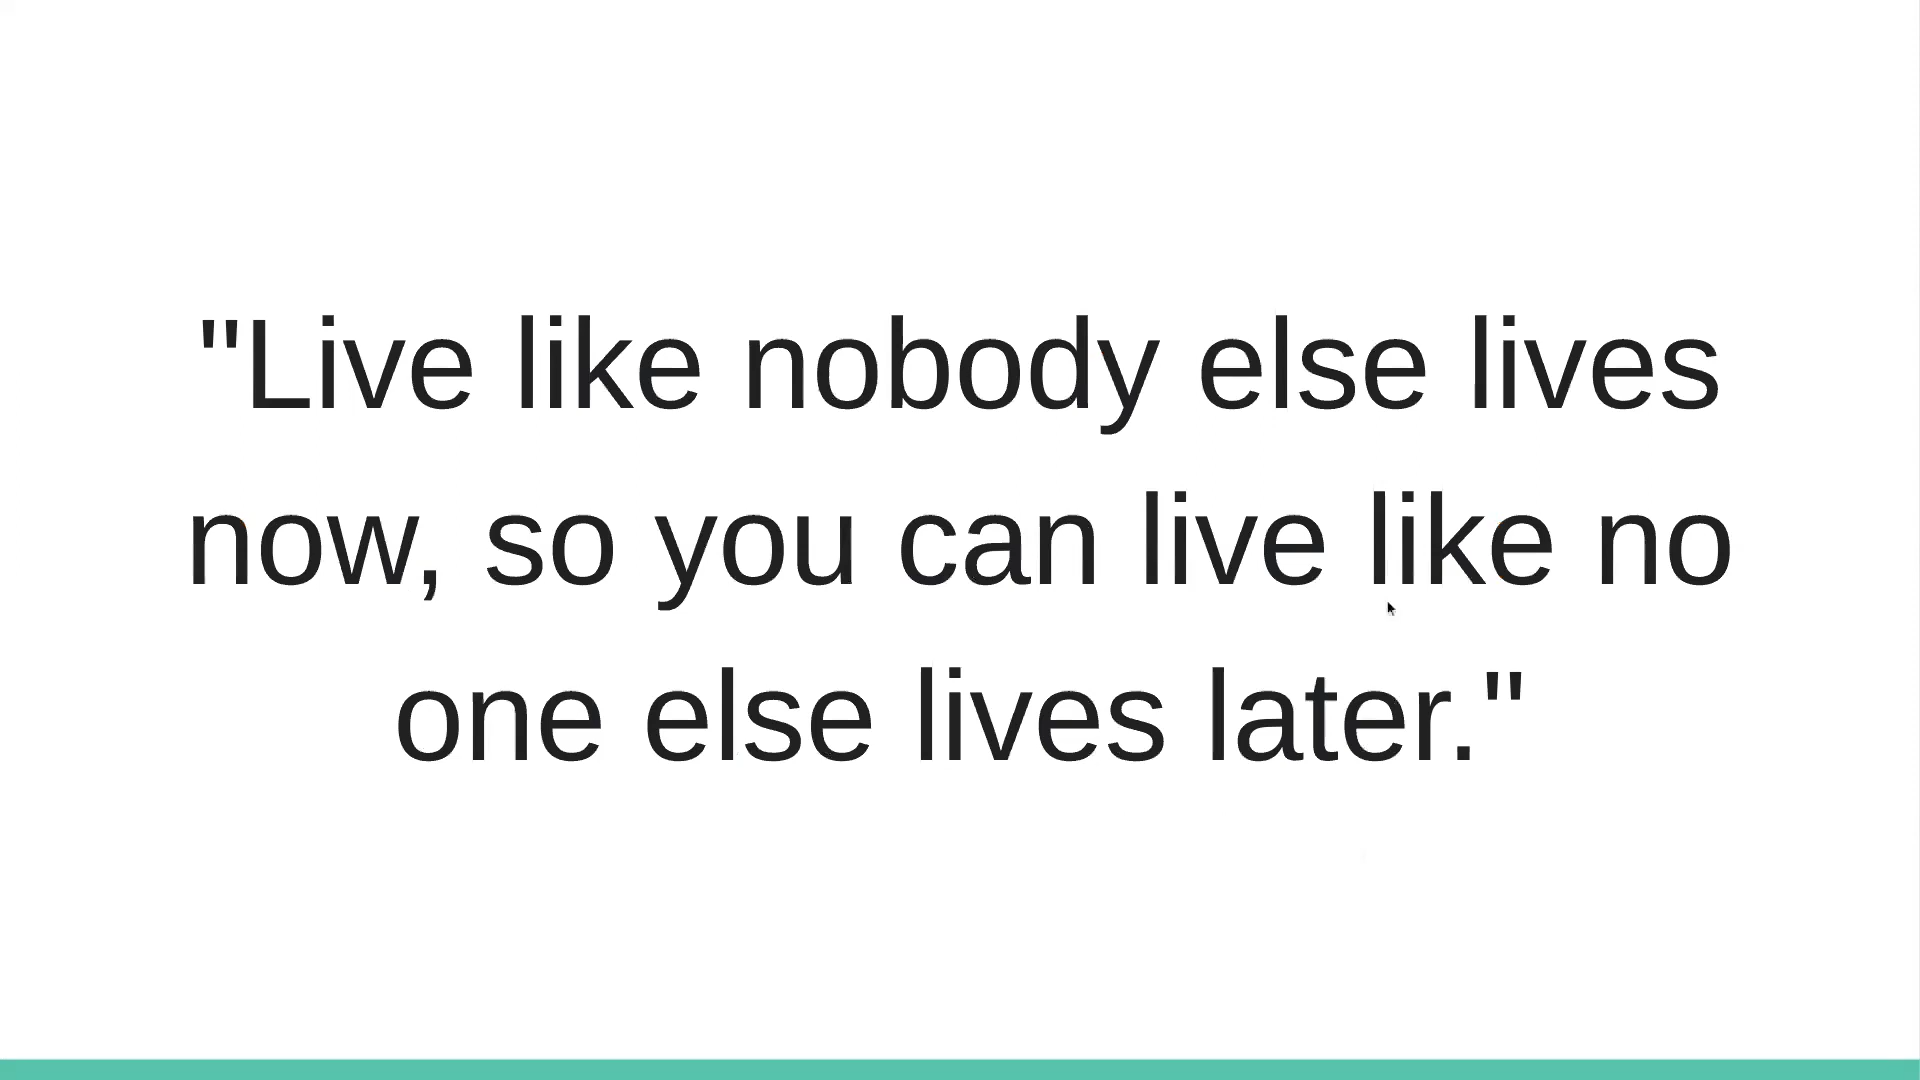 "Live like nobody else lives
now, so you can live like no
one else lives later."